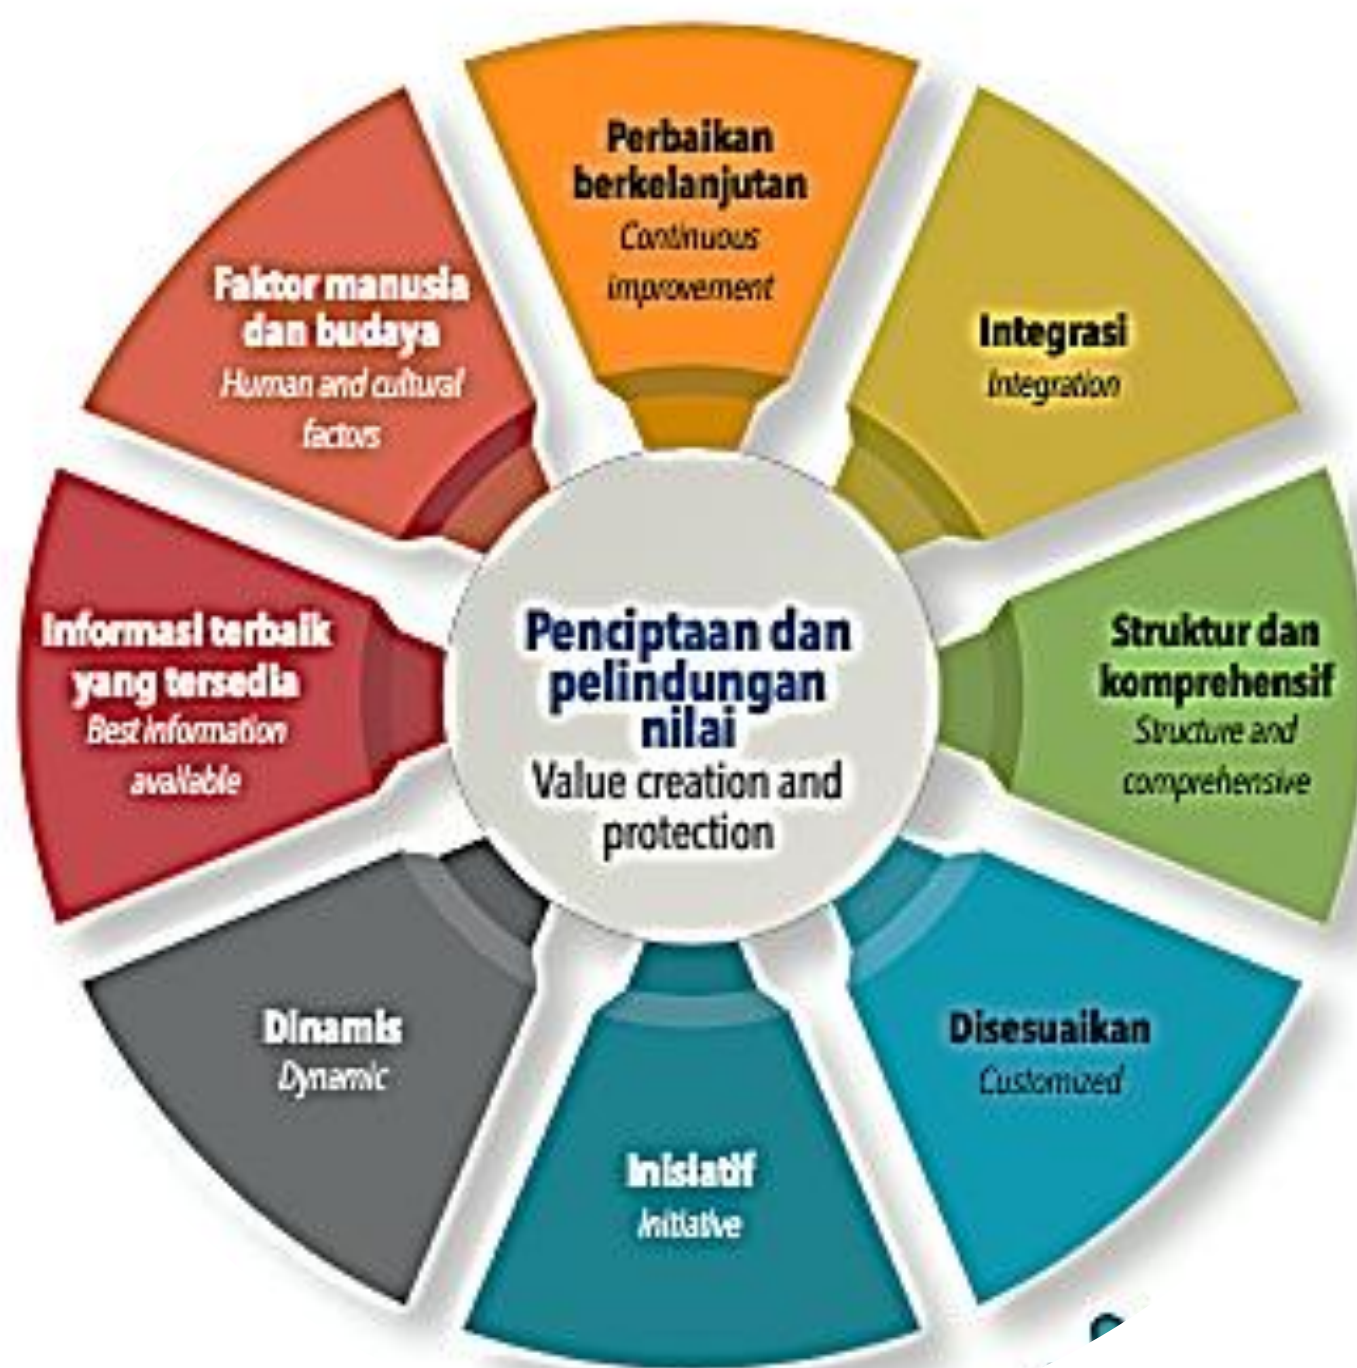 Perbaikan
berkelanjutan
Continuous
improvement
Integrasi
Integration
Struktur dan
komprehensif
Structure and
comprehensive
Disesuaikan
Customized
Inisiatif
Initiative
Dinamis
Dynamic
Informasi terbaik
yang tersedia
Best information
available
Faktor manusia
dan budaya
Human and cultural
factors
Penciptaan dan
pelindungan
nilai
Value creation and
protection